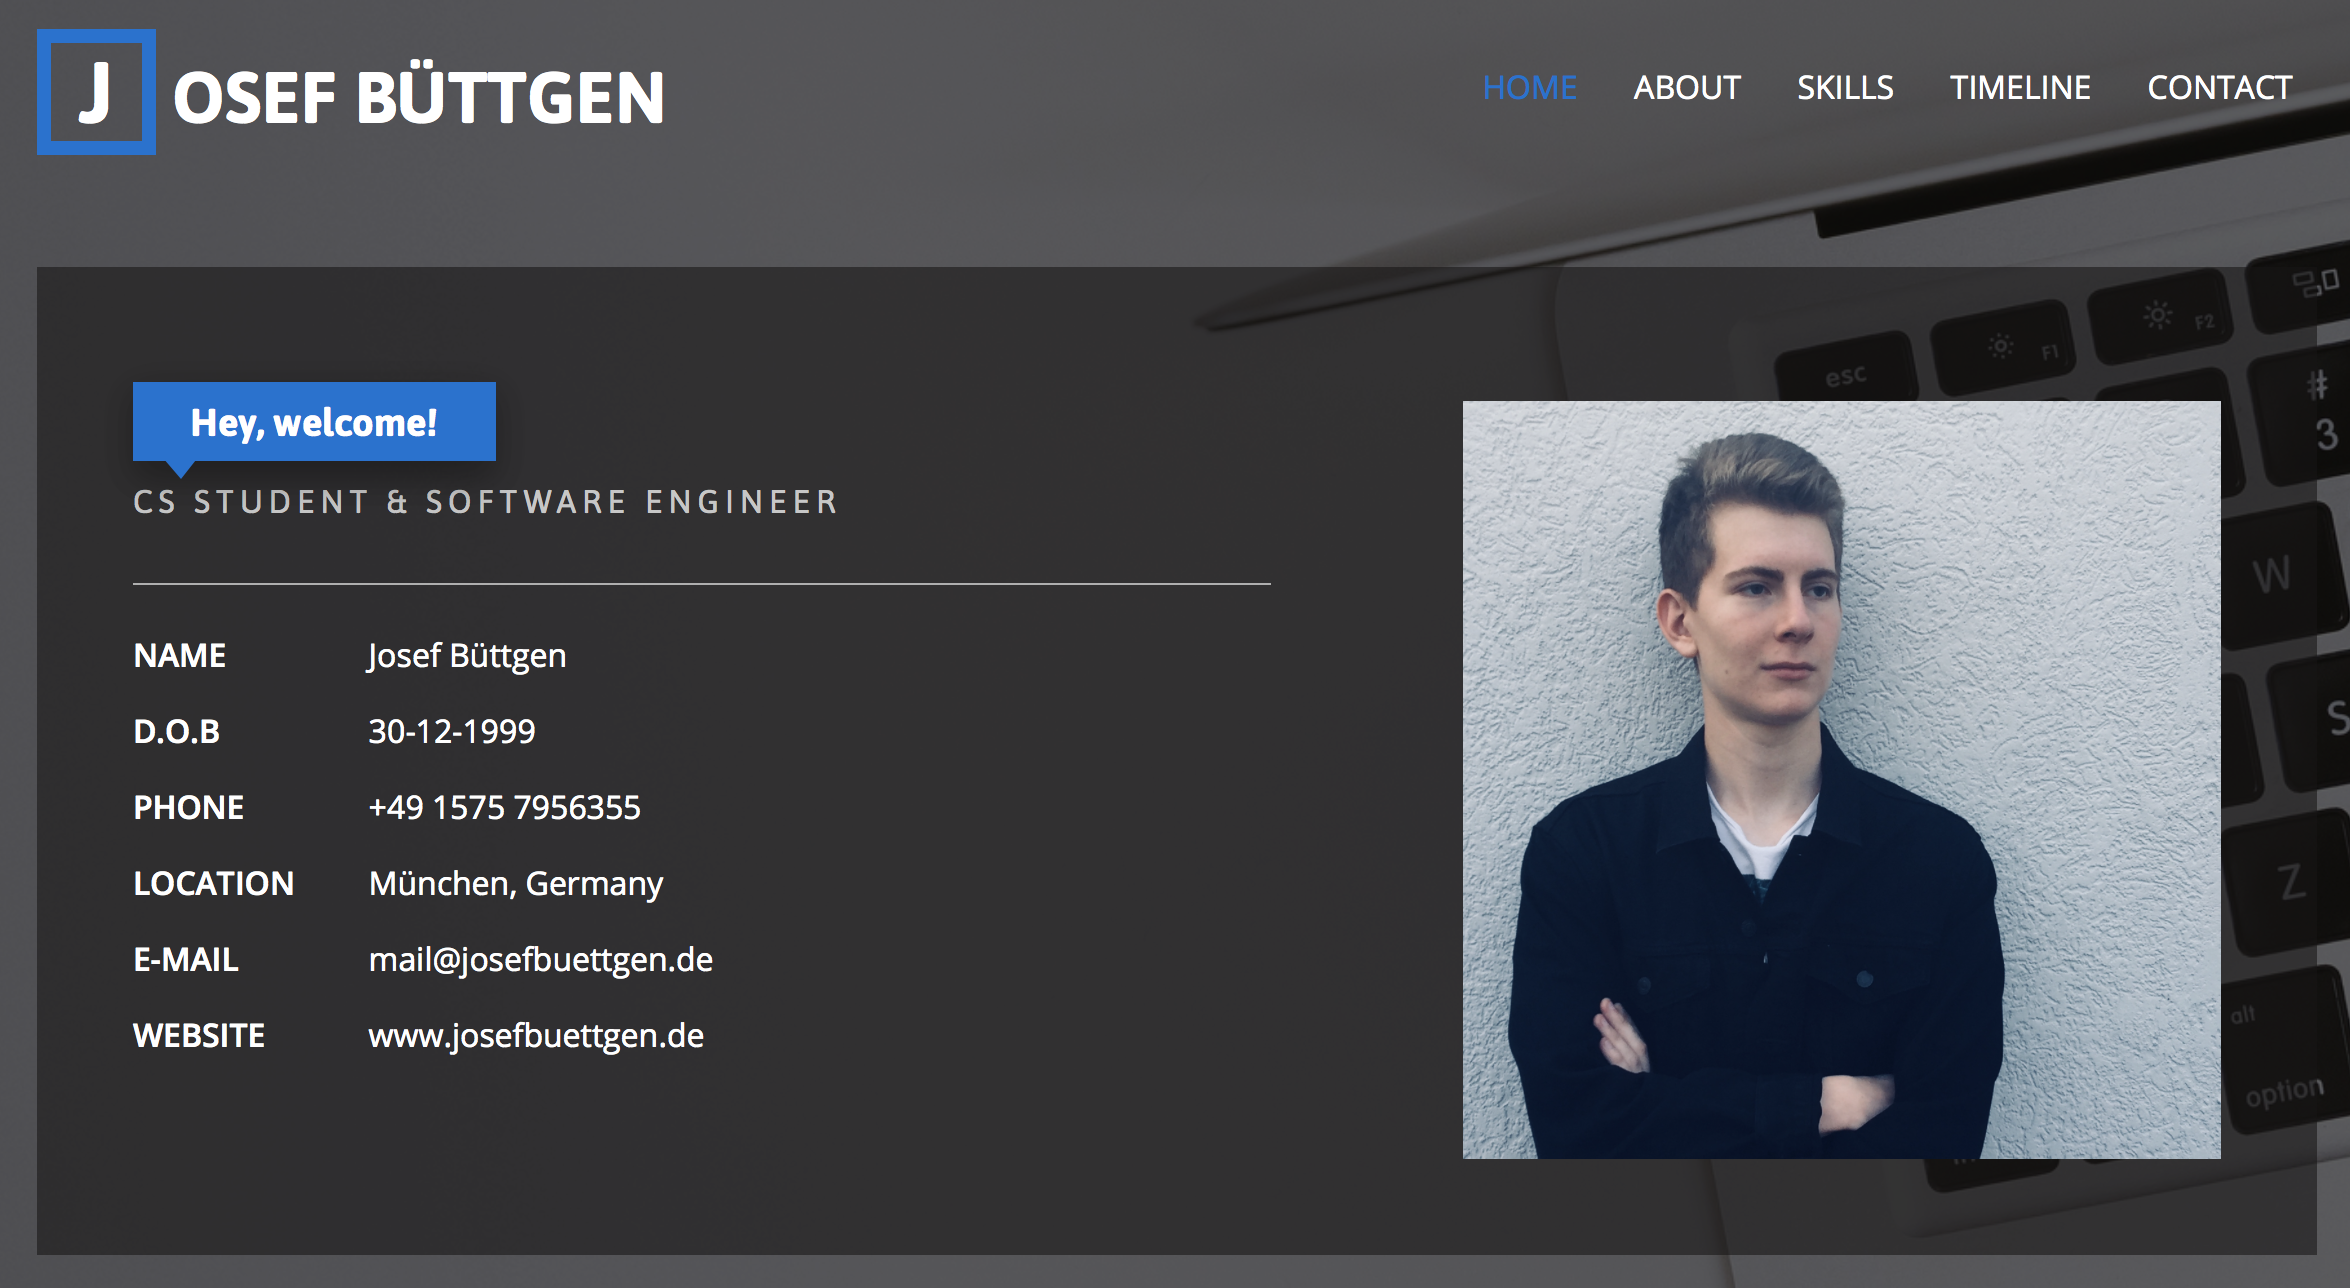 JOSEF BÜTTGEN
HOME ABOUT SKILLS TIMELINE CONTACT
Hey, welcome!
CS STUDENT & SOFTWARE ENGINEER
NAME Josef Büttgen
D.O.B 30-12-1999
PHONE +49 1575 7956355
LOCATION München, Germany
E-MAIL mail@josefbuettgen.de
WEBSITE www.josefbuettgen.de
esc
F1
F2
#
3
W
S
Z
alt
option